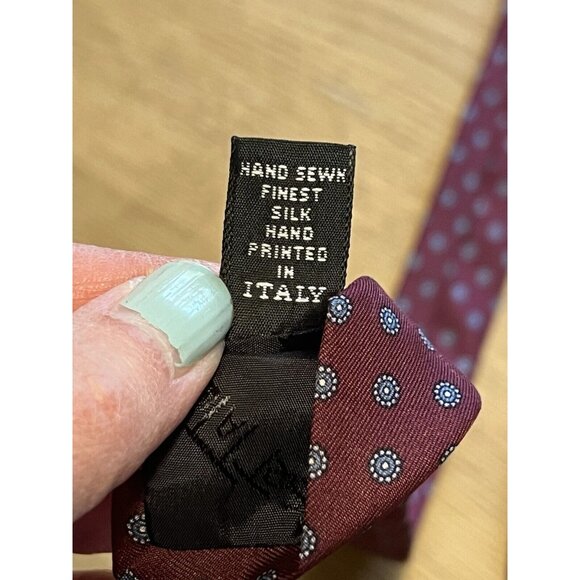 HAND SEWN
FINEST
SILK
HAND
PRINTED
IN
ITALY